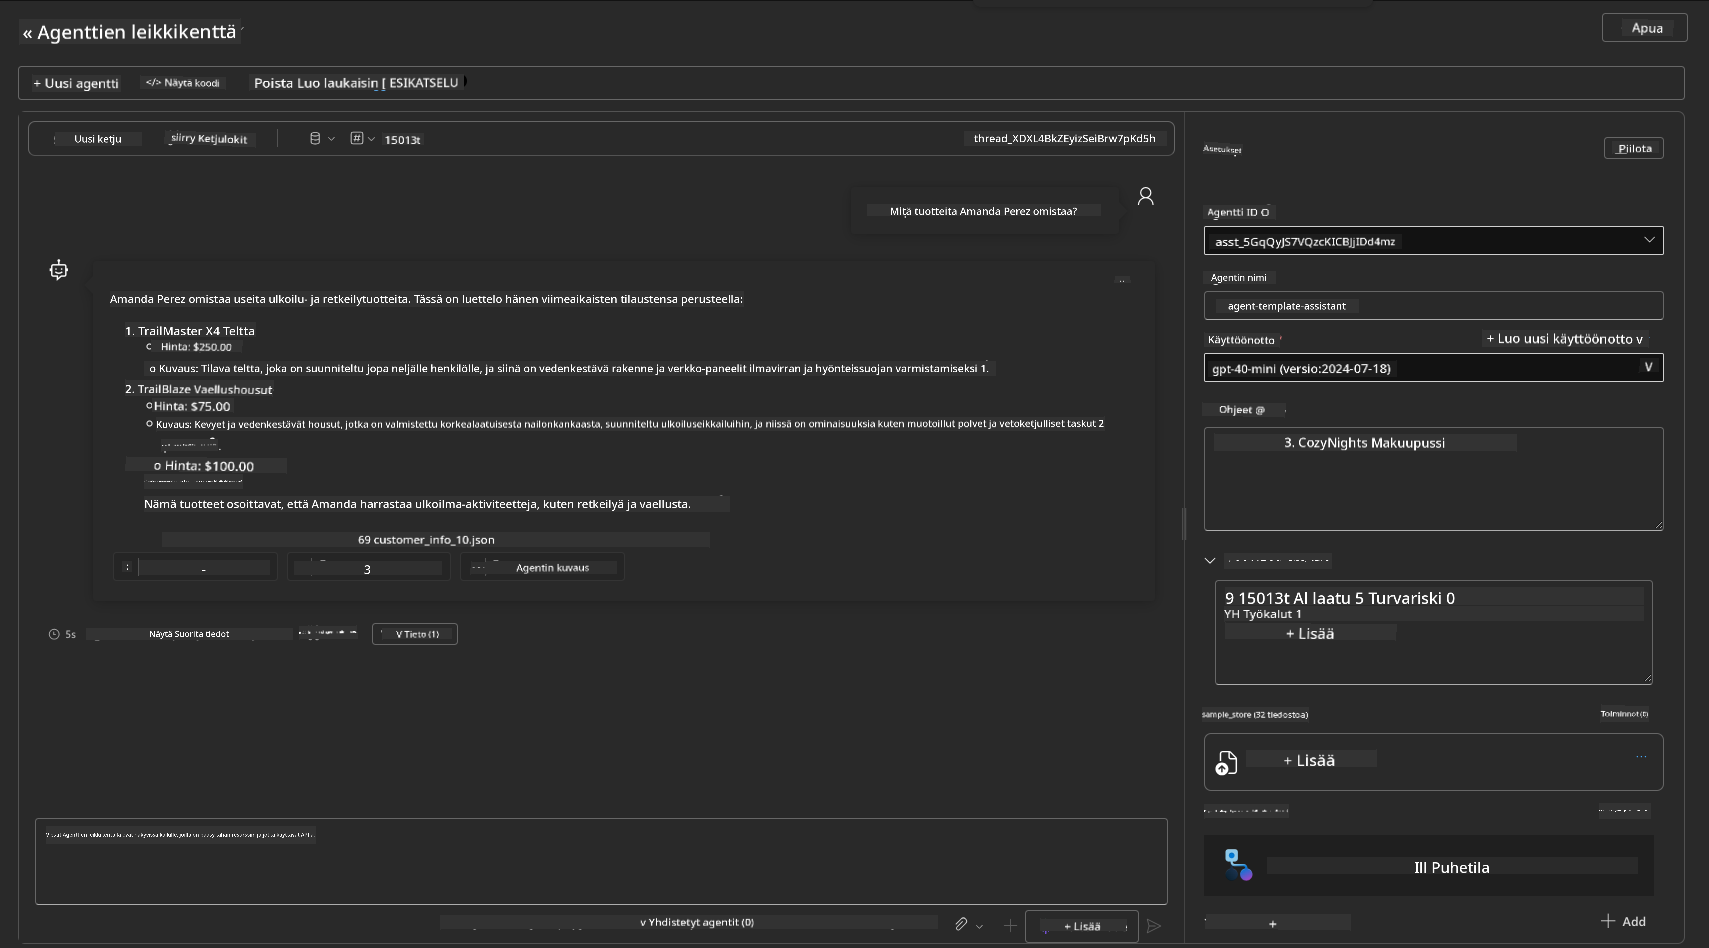 « Agenttien leikkikenttä
Apua
+ Uusi agentti
</> Näytä koodi
Poista Luo laukaisin [ ESIKATSELU
Uusi ketju
siirry Ketjulokit
15013t
thread_XDXL4BkZEyizSeiBrw7pKd5h
Mitä tuotteita Amanda Perez omistaa?
Amanda Perez omistaa useita ulkoilu- ja retkeilytuotteita. Tässä on luettelo hänen viimeaikaisten tilaustensa perusteella:
1. TrailMaster X4 Teltta
Hinta: $250.00
o Kuvaus: Tilava teltta, joka on suunniteltu jopa neljälle henkilölle, ja siinä on vedenkestävä rakenne ja verkko-paneelit ilmavirran ja hyönteissuojan varmistamiseksi 1.
2. TrailBlaze Vaellushousut
Hinta: $75.00
Kuvaus: Kevyet ja vedenkestävät housut, jotka on valmistettu korkealaatuisesta nailonkankaasta, suunniteltu ulkoiluseikkailuihin, ja niissä on ominaisuuksia kuten muotoillut polvet ja vetoketjulliset taskut 2
o Hinta: $100.00
Nämä tuotteet osoittavat, että Amanda harrastaa ulkoilma-aktiviteetteja, kuten retkeilyä ja vaellusta.
69 customer_info_10.json
-
3
Agentin kuvaus
5s
Näytä Suorita tiedot
V Tieto (1)
v Yhdistetyt agentit (0)
+ Lisää
Asetukset
Piilota
Agentti ID
asst_5GqQyJS7VQzcKICBJjIDd4mz
Agentin nimi
agent-template-assistant
Käyttöönotto *
+ Luo uusi käyttöönotto v
gpt-40-mini (versio:2024-07-18)
V
Ohjeet @
3. CozyNights Makuupussi
9 15013t Al laatu 5 Turvariski 0
YH Työkalut 1
+ Lisää
sample_store (32 tiedostoa)
Toiminnot (0)
+ Lisää
...
Ill Puhetila
+
+ Add